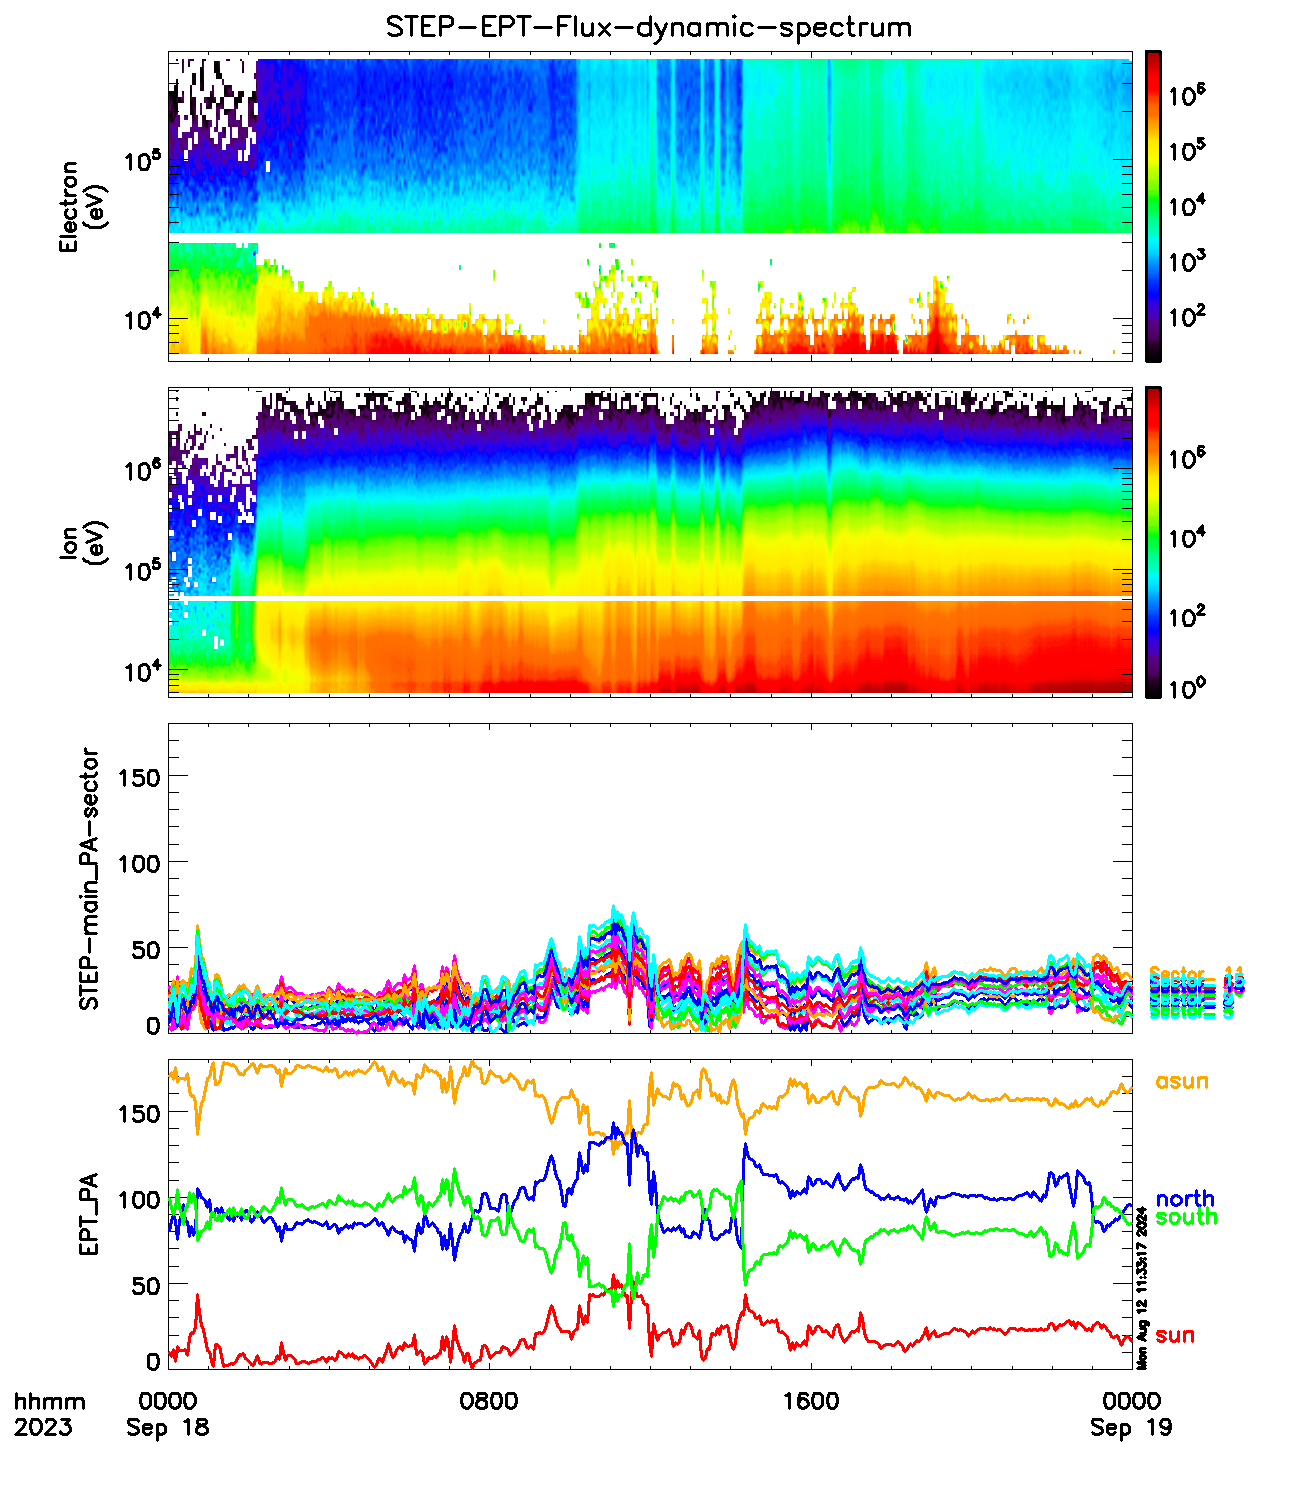 STEP-EPT-Flux-dynamic-spectrum
Electron
(eV)
10^5
10^4
10^6
10^5
10^4
10^3
10^2
Ion
(eV)
10^6
10^5
10^4
10^6
10^4
10^2
10^0
STEP-main_PA-sector
150
100
50
0
EPT_PA
150
100
50
0
asun
north
south
sun
Mon Aug 12 11:33:17 2024
hhmm 0000 0800 1600 0000
2023 Sep 18 Sep 19